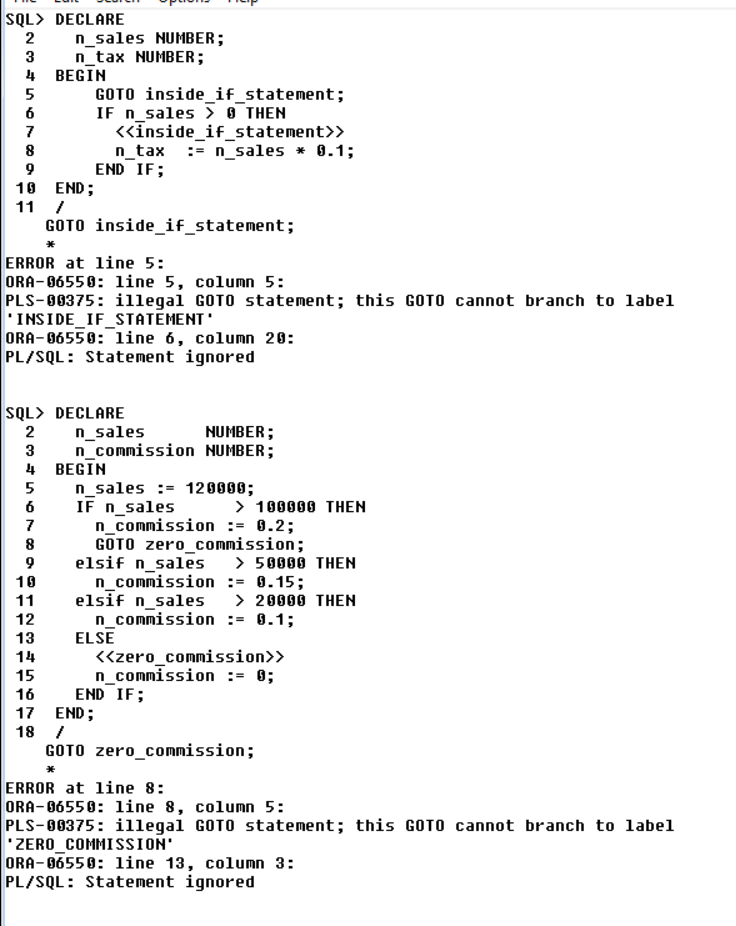 File Edit Search Options Help
SQL> DECLARE
  2    n_sales NUMBER;
  3    n_tax NUMBER;
  4  BEGIN
  5      GOTO inside_if_statement;
  6      IF n_sales > 0 THEN
  7        <<inside_if_statement>>
  8        n_tax  := n_sales * 0.1;
  9      END IF;
 10  END;
 11  /
    GOTO inside_if_statement;
    *
ERROR at line 5:
ORA-06550: line 5, column 5:
PLS-00375: illegal GOTO statement; this GOTO cannot branch to label
'INSIDE_IF_STATEMENT'
ORA-06550: line 6, column 20:
PL/SQL: Statement ignored
SQL> DECLARE
  2    n_sales      NUMBER;
  3    n_commission NUMBER;
  4  BEGIN
  5    n_sales := 120000;
  6    IF n_sales      > 100000 THEN
  7      n_commission := 0.2;
  8      GOTO zero_commission;
  9    elsif n_sales   > 50000 THEN
 10      n_commission := 0.15;
 11    elsif n_sales   > 20000 THEN
 12      n_commission := 0.1;
 13    ELSE
 14      <<zero_commission>>
 15      n_commission := 0;
 16    END IF;
 17  END;
 18  /
    GOTO zero_commission;
    *
ERROR at line 8:
ORA-06550: line 8, column 5:
PLS-00375: illegal GOTO statement; this GOTO cannot branch to label
'ZERO_COMMISSION'
ORA-06550: line 13, column 3:
PL/SQL: Statement ignored